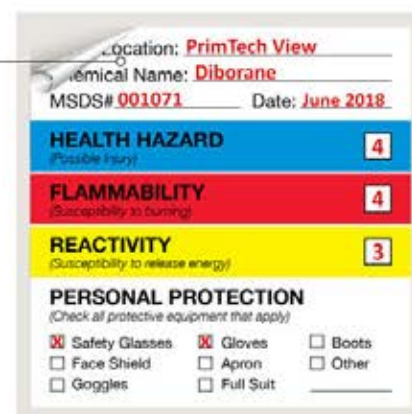 Location: PrimTech View
Chemical Name: Diborane
MSDS# 001071 Date: June 2018
HEALTH HAZARD 4
(Possible Injury)
FLAMMABILITY 4
(Susceptibility to burning)
REACTIVITY 3
(Susceptibility to release energy)
PERSONAL PROTECTION
(Check all protective equipment that apply)
X Safety Glasses X Gloves Boots
Face Shield Apron Other
Goggles Full Suit